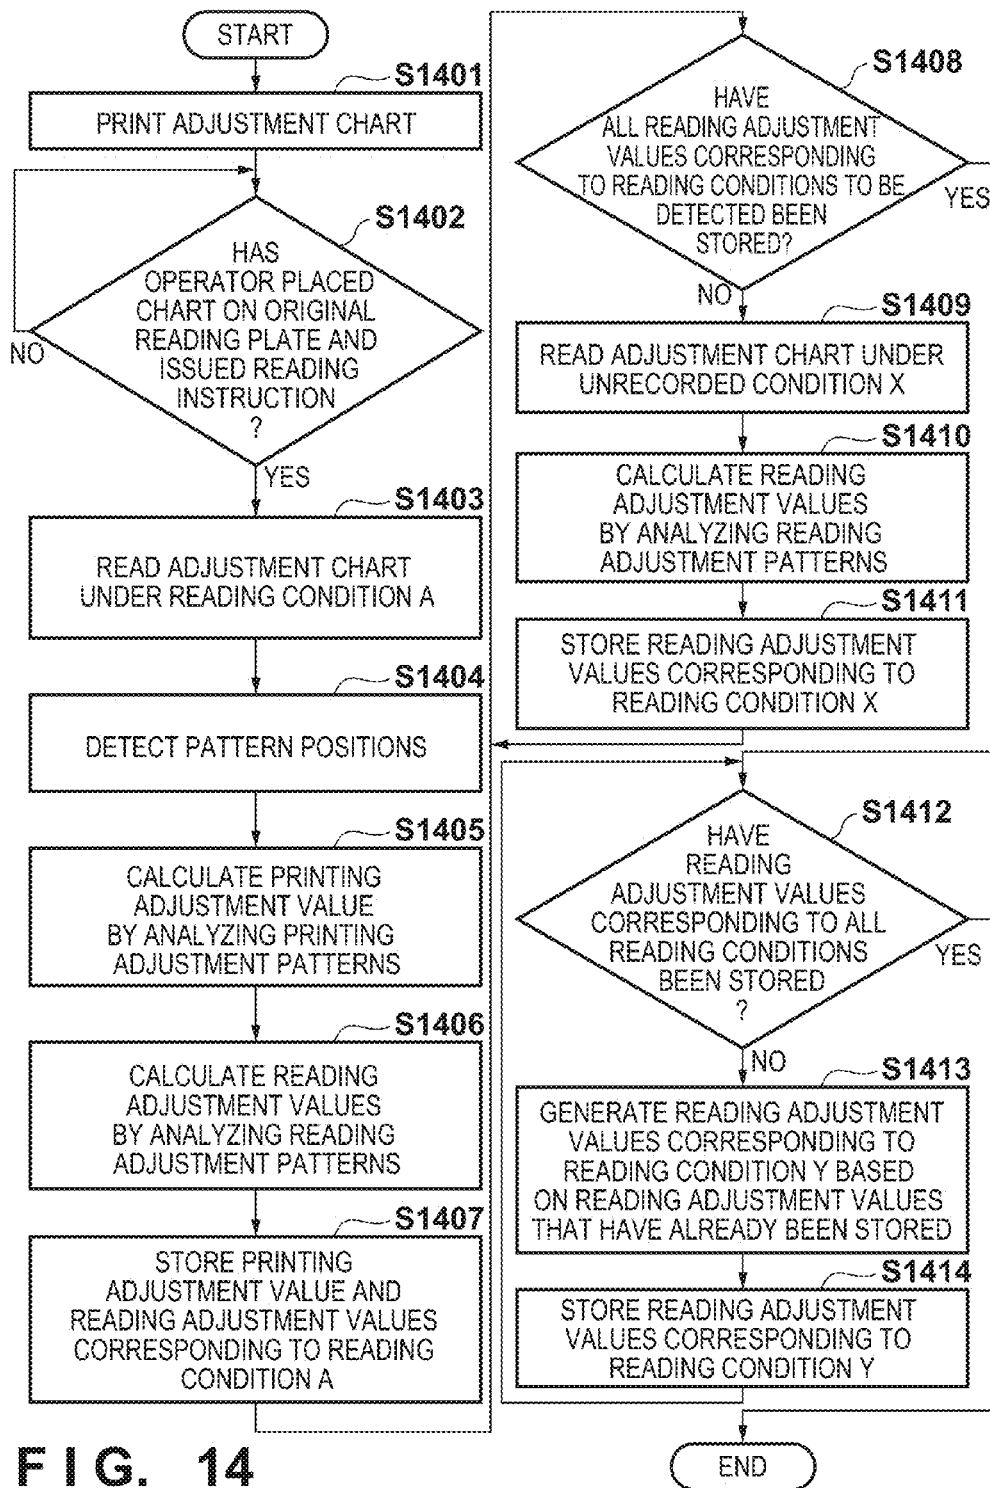 START
S1401
PRINT ADJUSTMENT CHART
S1402
HAS
OPERATOR PLACED
CHART ON ORIGINAL
READING PLATE AND
ISSUED READING
INSTRUCTION
?
NO
YES
S1403
READ ADJUSTMENT CHART
UNDER READING CONDITION A
S1404
DETECT PATTERN POSITIONS
S1405
CALCULATE PRINTING
ADJUSTMENT VALUE
BY ANALYZING PRINTING
ADJUSTMENT PATTERNS
S1406
CALCULATE READING
ADJUSTMENT VALUES
BY ANALYZING READING
ADJUSTMENT PATTERNS
S1407
STORE PRINTING
ADJUSTMENT VALUE AND
READING ADJUSTMENT VALUES
CORRESPONDING TO READING
CONDITION A
S1408
HAVE
ALL READING ADJUSTMENT
VALUES CORRESPONDING
TO READING CONDITIONS TO BE
DETECTED BEEN
STORED?
YES
NO
S1409
READ ADJUSTMENT CHART UNDER
UNRECORDED CONDITION X
S1410
CALCULATE READING
ADJUSTMENT VALUES
BY ANALYZING READING
ADJUSTMENT PATTERNS
S1411
STORE READING ADJUSTMENT
VALUES CORRESPONDING TO
READING CONDITION X
S1412
HAVE
READING
ADJUSTMENT VALUES
CORRESPONDING TO ALL
READING CONDITIONS
BEEN STORED
?
YES
NO
S1413
GENERATE READING ADJUSTMENT
VALUES CORRESPONDING TO
READING CONDITION Y BASED
ON READING ADJUSTMENT VALUES
THAT HAVE ALREADY BEEN STORED
S1414
STORE READING ADJUSTMENT
VALUES CORRESPONDING TO
READING CONDITION Y
END
FIG. 14